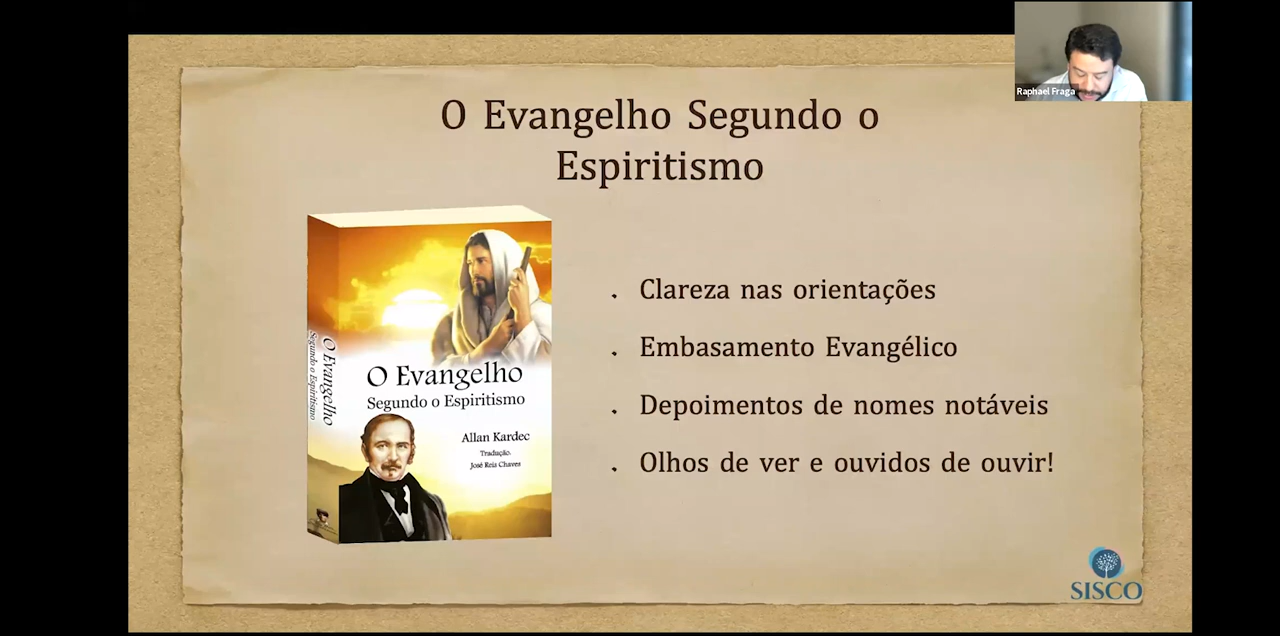 Raphael Fraga
O Evangelho Segundo o
Espiritismo
O Evangelho
Segundo o Espiritismo
O Evangelho
Segundo o Espiritismo
Allan Kardec
Tradução.
José Reis Chaves
. Clareza nas orientações
. Embasamento Evangélico
. Depoimentos de nomes notáveis
. Olhos de ver e ouvidos de ouvir!
SISCO